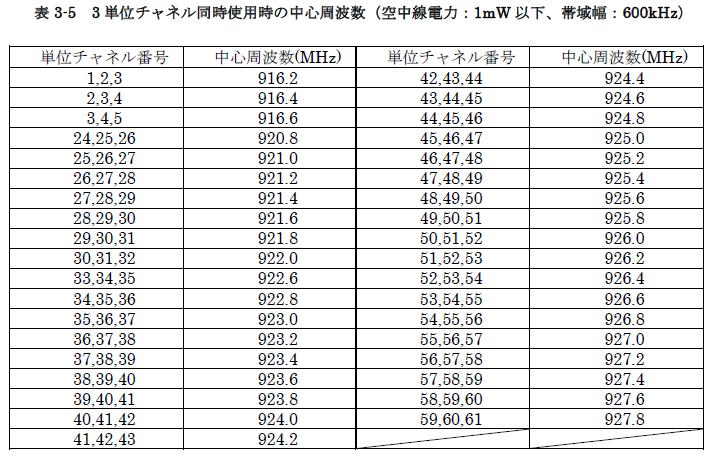 表 3-5 3 単位チャネル同時使用時の中心周波数（空中線電力：1mW 以下、帯域幅：600kHz）
単位チャネル番号 中心周波数(MHz) 単位チャネル番号 中心周波数(MHz)
1,2,3 916.2 42,43,44 924.4
2,3,4 916.4 43,44,45 924.6
3,4,5 916.6 44,45,46 924.8
24,25,26 920.8 45,46,47 925.0
25,26,27 921.0 46,47,48 925.2
26,27,28 921.2 47,48,49 925.4
27,28,29 921.4 48,49,50 925.6
28,29,30 921.6 49,50,51 925.8
29,30,31 921.8 50,51,52 926.0
30,31,32 922.0 51,52,53 926.2
33,34,35 922.6 52,53,54 926.4
34,35,36 922.8 53,54,55 926.6
35,36,37 923.0 54,55,56 926.8
36,37,38 923.2 55,56,57 927.0
37,38,39 923.4 56,57,58 927.2
38,39,40 923.6 57,58,59 927.4
39,40,41 923.8 58,59,60 927.6
40,41,42 924.0 59,60,61 927.8
41,42,43 924.2